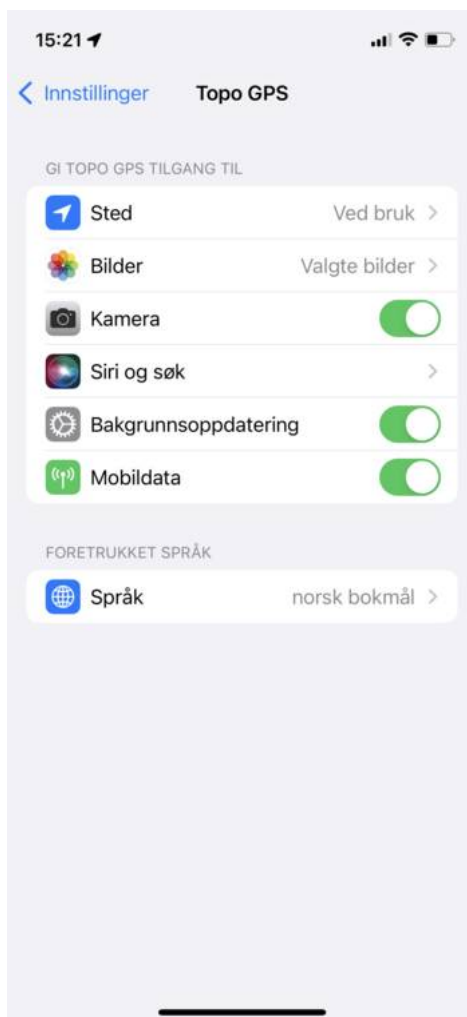 15:21
Innstillinger Topo GPS
GI TOPO GPS TILGANG TIL
Sted Ved bruk
Bilder Valgte bilder
Kamera
Siri og søk
Bakgrunnsoppdatering
Mobildata
FORETRUKKET SPRÅK
Språk norsk bokmål